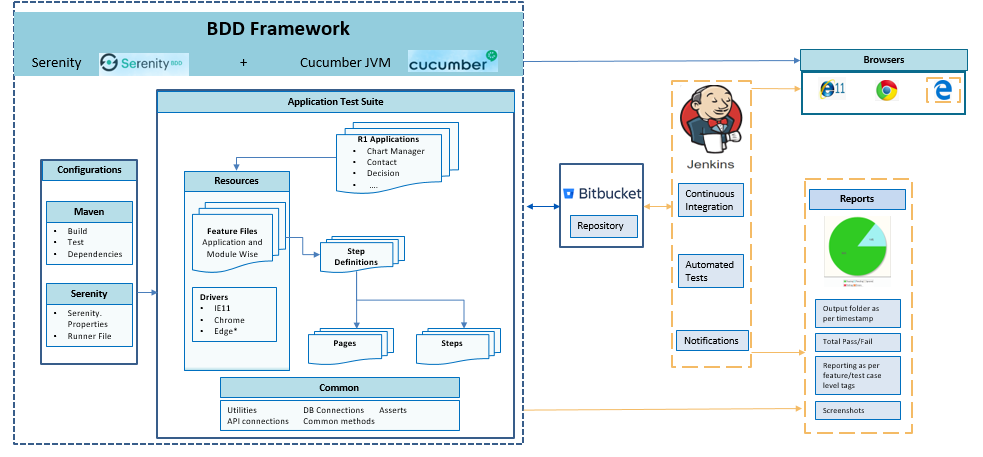 BDD Framework
Serenity
Serenity BDD
+
Cucumber JVM
cucumber
Application Test Suite
R1 Applications
• Chart Manager
• Contact
• Decision
• ....
Configurations
Maven
• Build
• Test
• Dependencies
Serenity
• Serenity.
Properties
• Runner File
Resources
Feature Files
Application and
Module Wise
Drivers
• IE11
• Chrome
• Edge*
Step
Definitions
Pages
Steps
Common
Utilities
DB Connections
Asserts
API connections
Common methods
Bitbucket
Repository
Jenkins
Continuous
Integration
Automated
Tests
Notifications
Browsers
11
Reports
Output folder as
per timestamp
Total Pass/Fail
Reporting as per
feature/test case
level tags
Screenshots